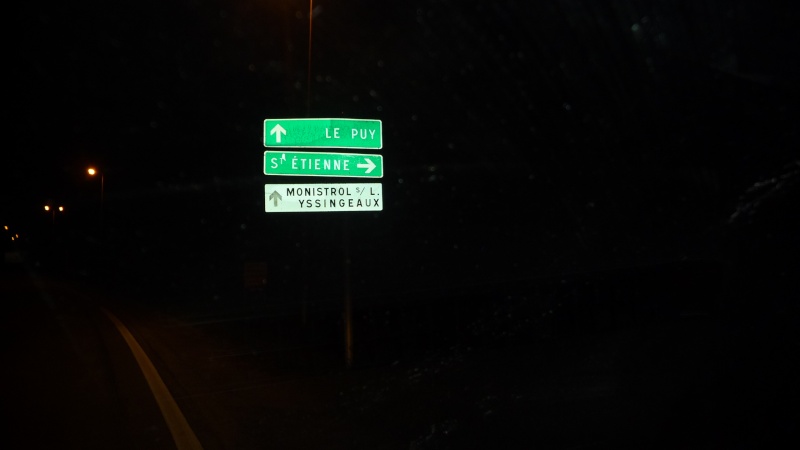 LE PUY
ST ÉTIENNE
MONISTROL S/ L.
YSSINGEAUX